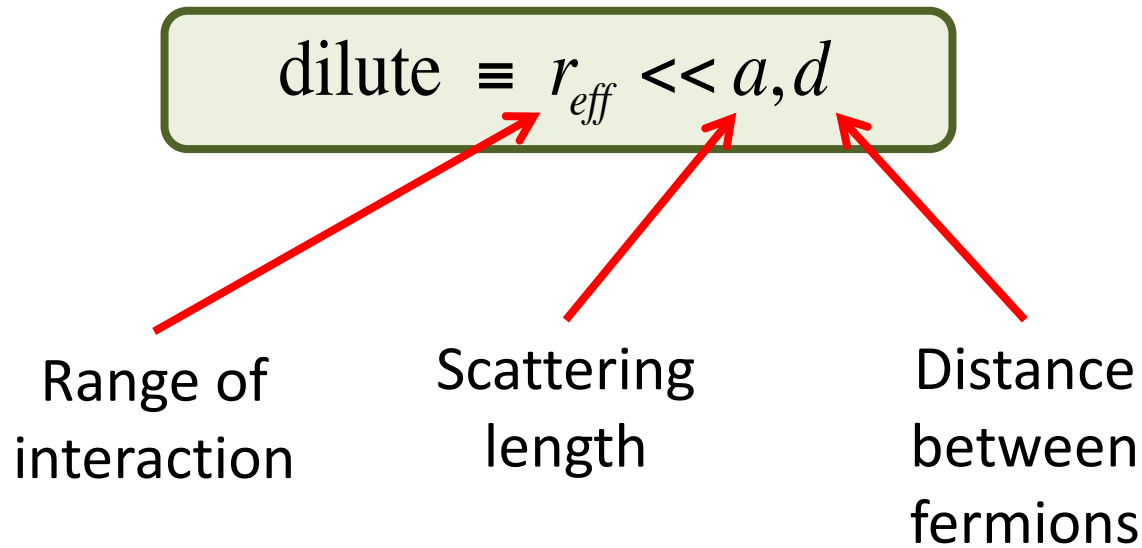 dilute ≡ r_eff << a,d
Range of
interaction
Scattering
length
Distance
between
fermions